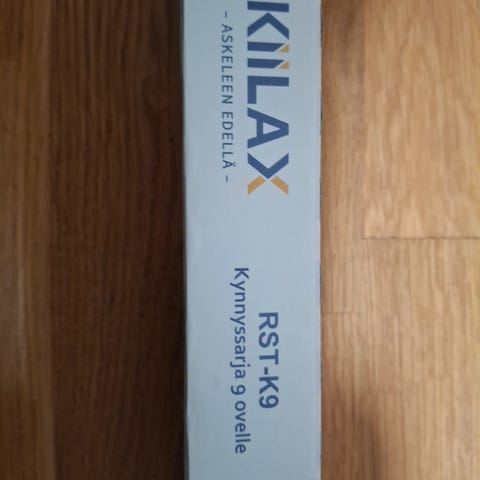 KIILAX
– ASKELEEN EDELLÄ –
RST-K9
Kynnyssarja 9 ovelle